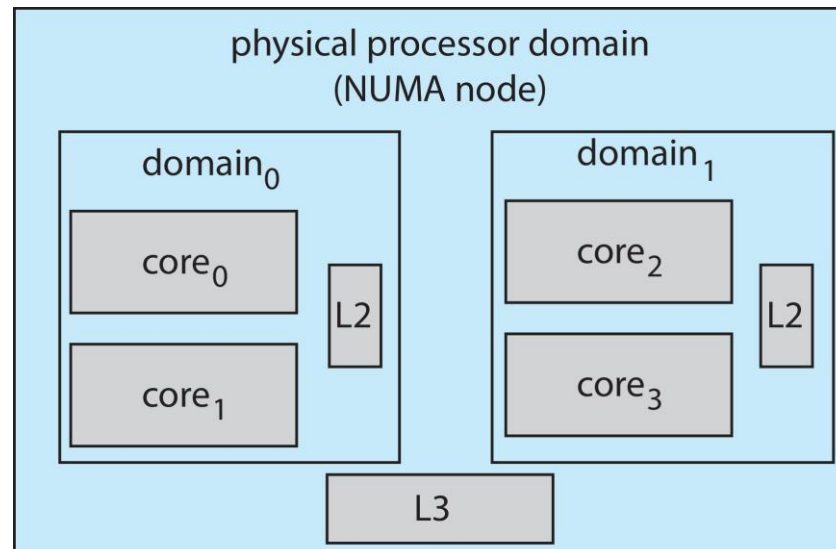 physical processor domain
(NUMA node)
domain₀
core₀
L2
core₁
domain₁
core₂
L2
core₃
L3